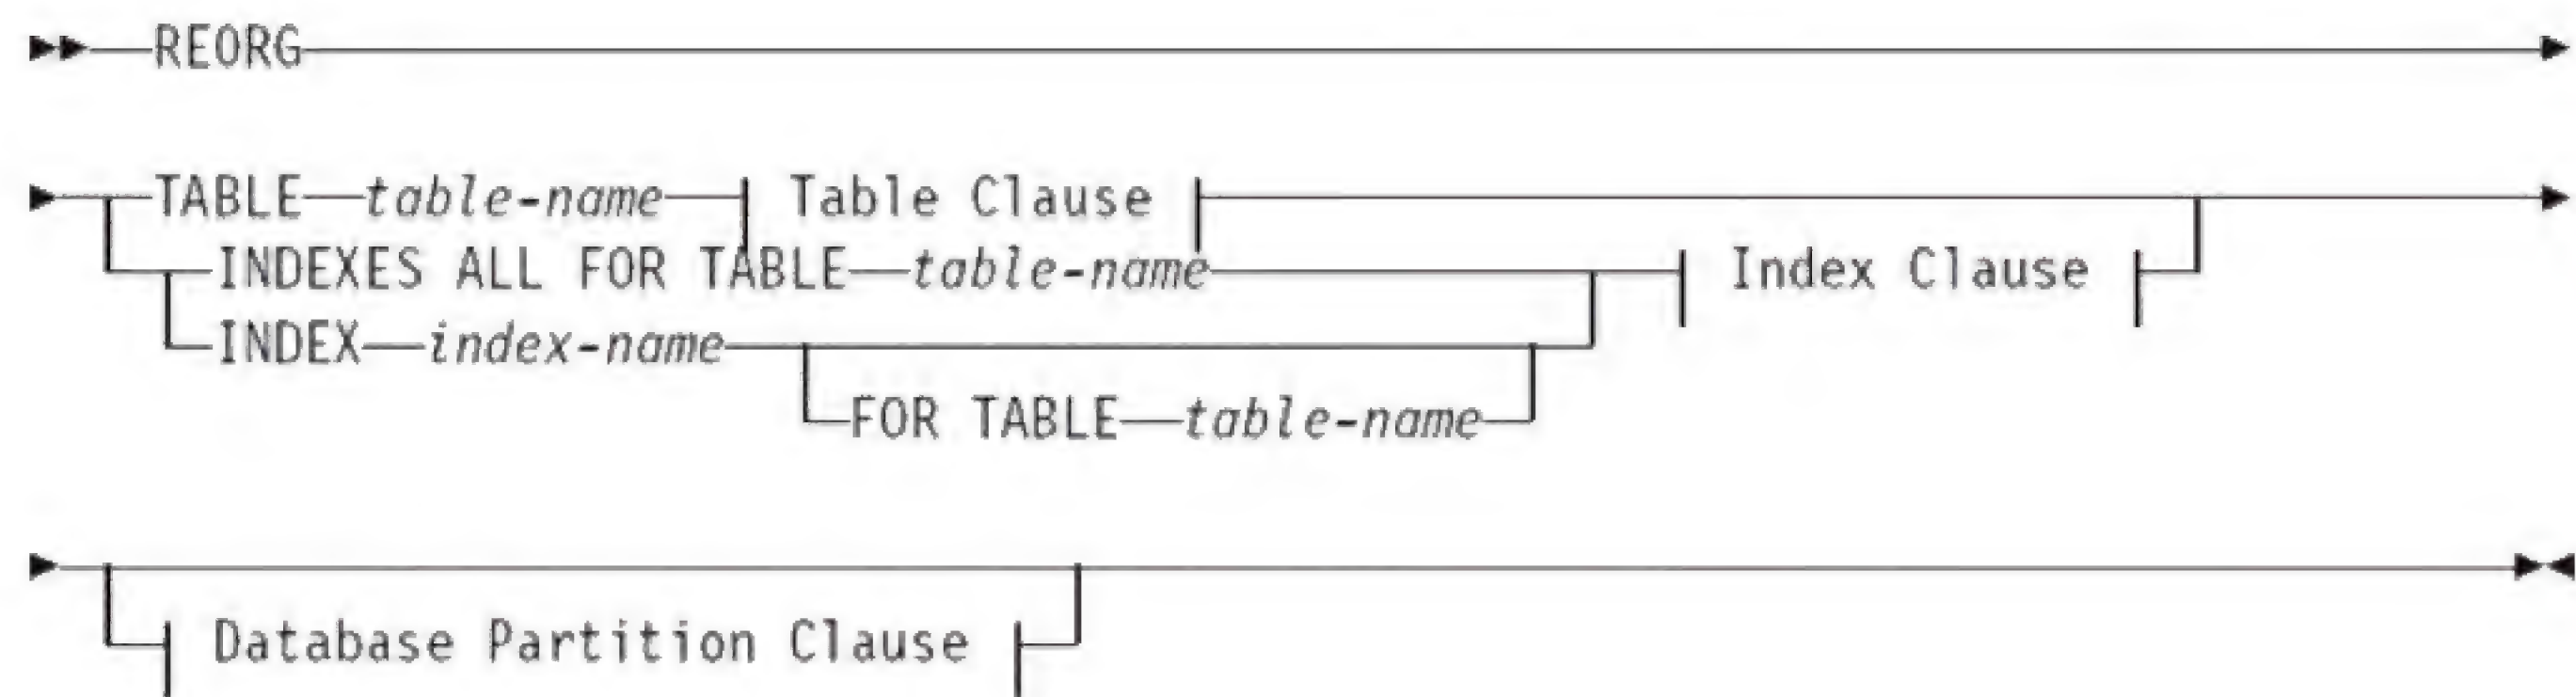 REORG
TABLE table-name Table Clause
INDEXES ALL FOR TABLE table-name Index Clause
INDEX index-name
FOR TABLE table-name
Database Partition Clause